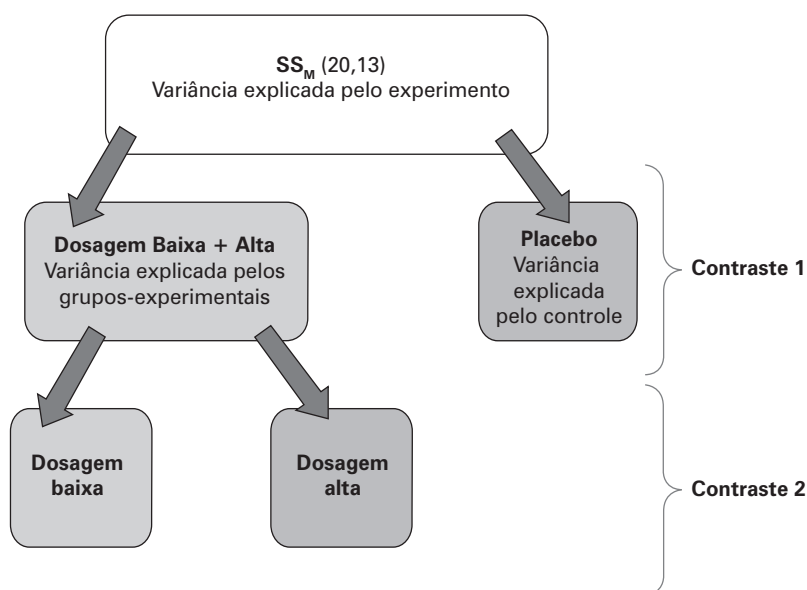 SS_M (20,13)
Variância explicada pelo experimento
Dosagem Baixa + Alta
Variância explicada pelos
grupos-experimentais
Placebo
Variância
explicada
pelo controle
Contraste 1
Dosagem
baixa
Dosagem
alta
Contraste 2